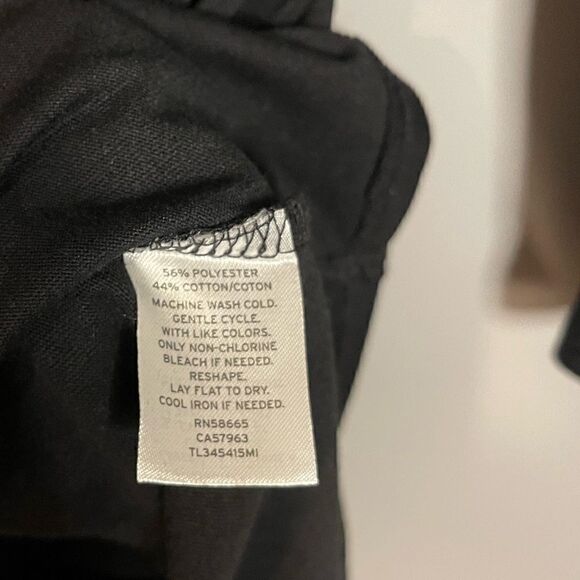 56% POLYESTER
44% COTTON/COTON
MACHINE WASH COLD.
GENTLE CYCLE.
WITH LIKE COLORS.
ONLY NON-CHLORINE
BLEACH IF NEEDED.
RESHAPE.
LAY FLAT TO DRY.
COOL IRON IF NEEDED.
RN58665
CA57963
TL345415MI